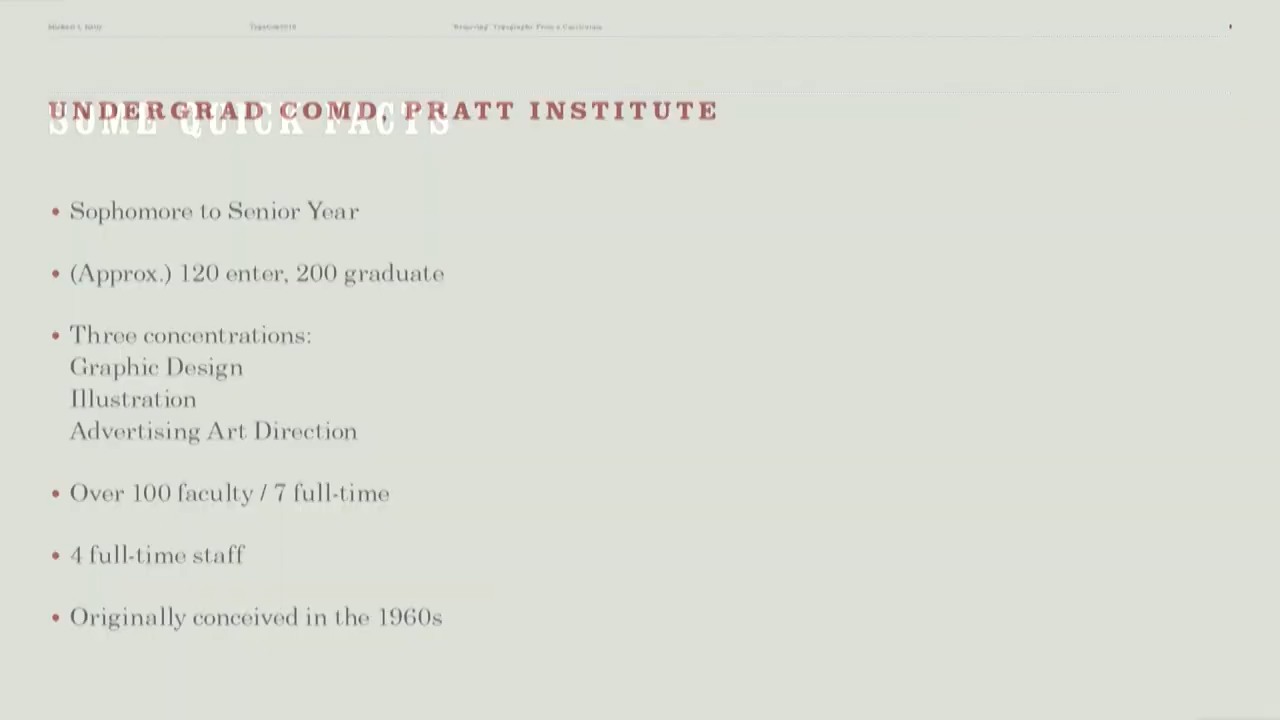 UNDERGRAD COMD, PRATT INSTITUTE
SOME QUICK FACTS
• Sophomore to Senior Year
• (Approx.) 120 enter, 200 graduate
• Three concentrations:
Graphic Design
Illustration
Advertising Art Direction
• Over 100 faculty / 7 full-time
• 4 full-time staff
• Originally conceived in the 1960s